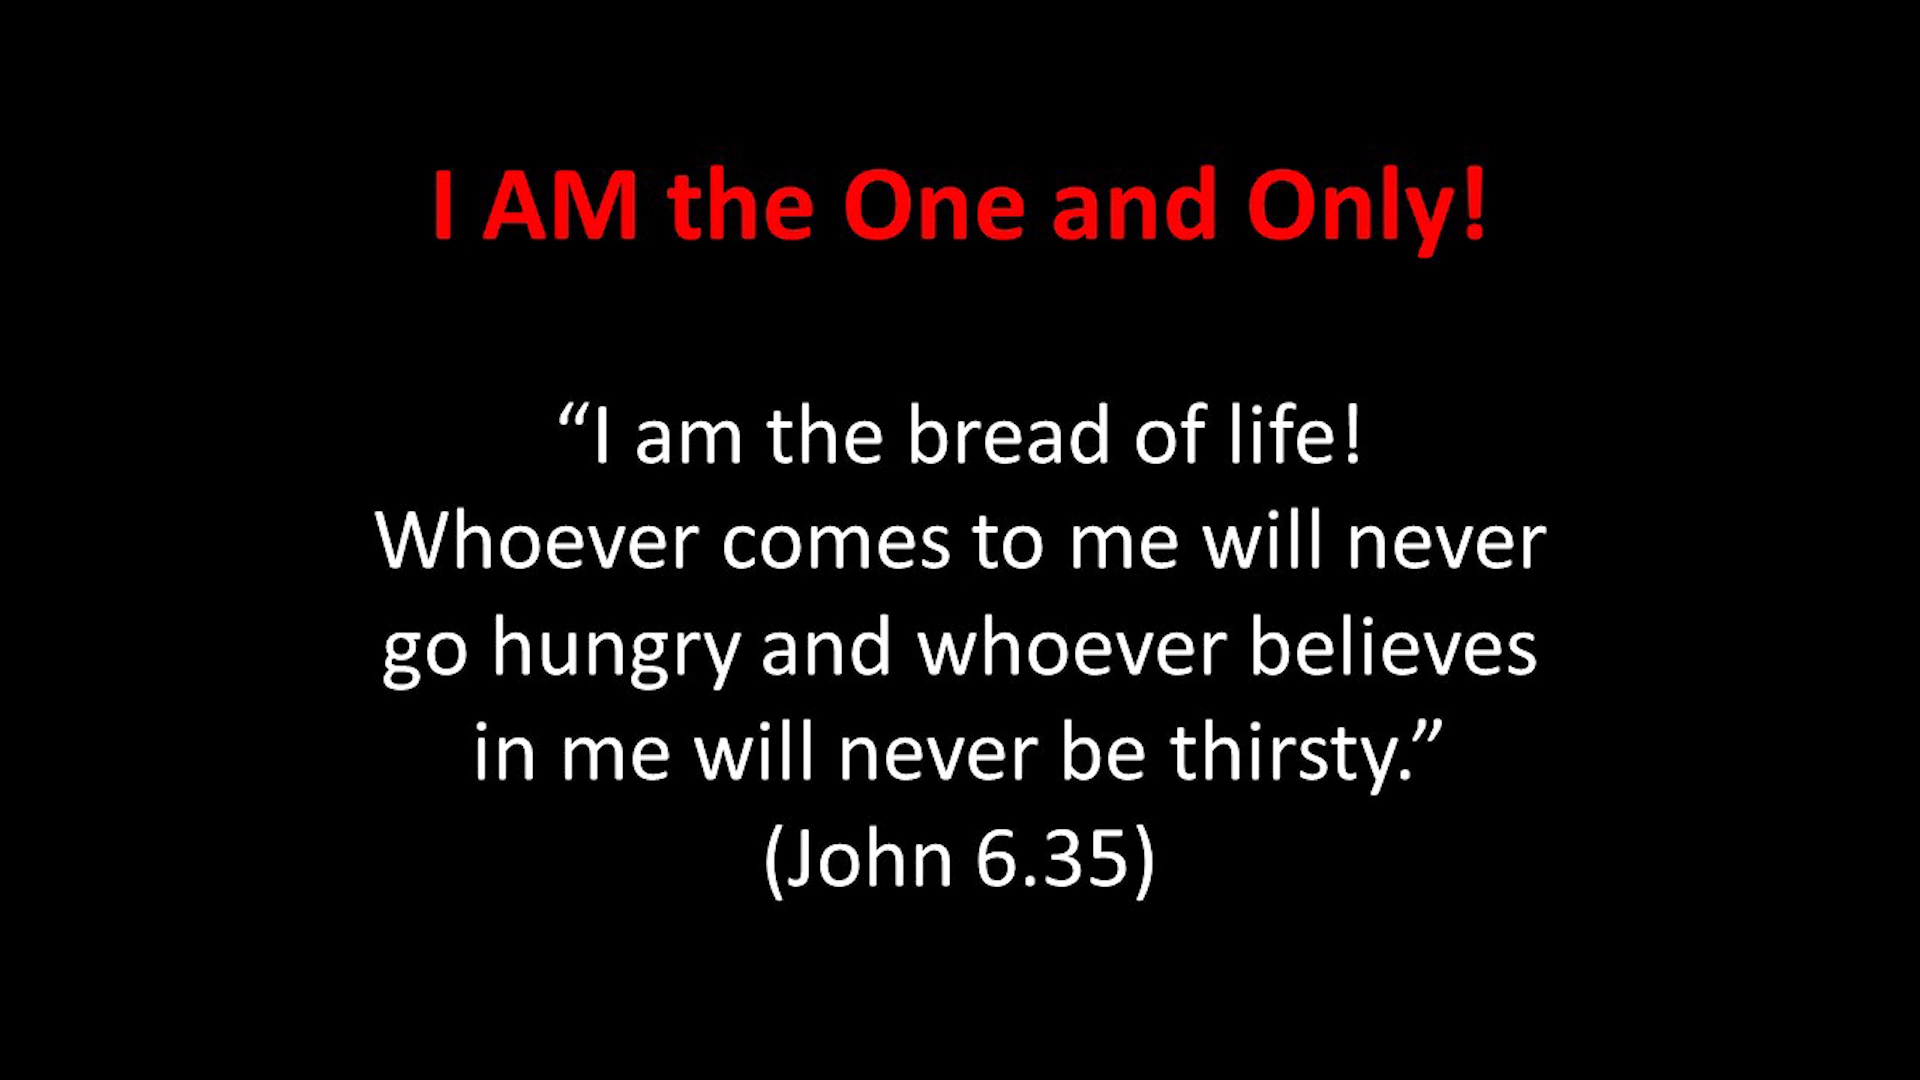 I AM the One and Only!
“I am the bread of life!
Whoever comes to me will never
go hungry and whoever believes
in me will never be thirsty.”
(John 6.35)